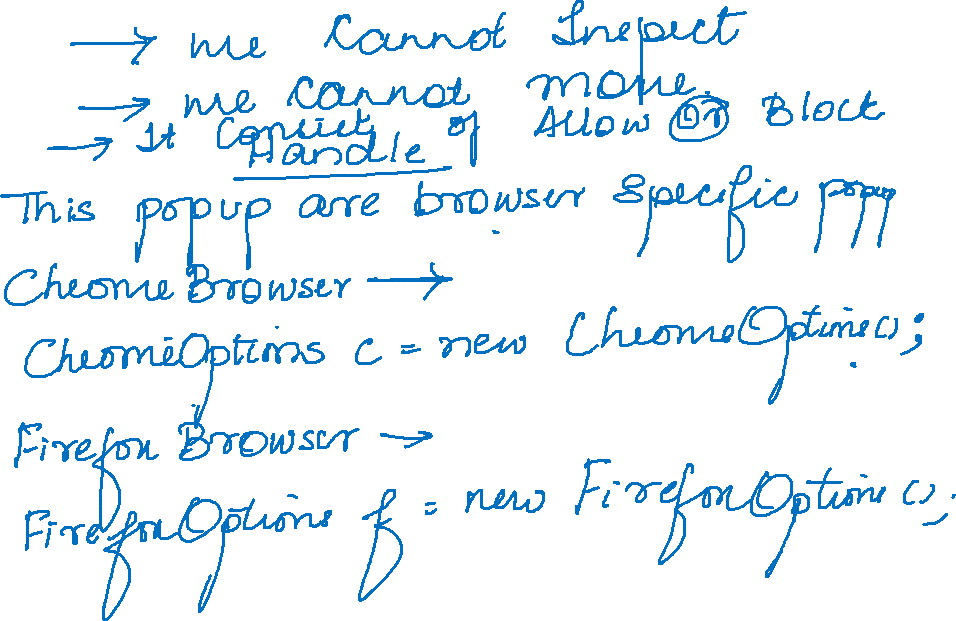 → we cannot Inspect
→ we cannot move.
→ It Consist of Allow or Block
Handle
This popup are browser specific popup
Chrome Browser →
ChromeOptions c = new ChromeOptions();
Firefox Browser →
FirefoxOptions f = new FirefoxOptions();